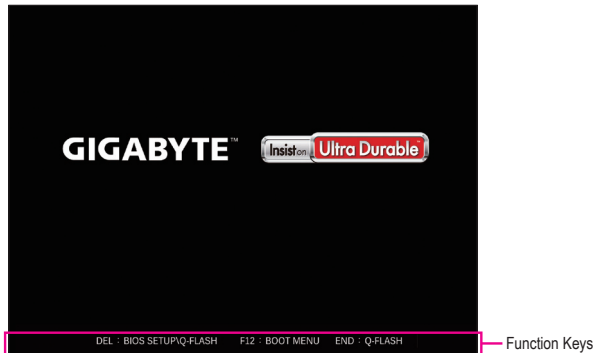 GIGABYTE™ Insist on Ultra Durable™
DEL : BIOS SETUP\Q-FLASH F12 : BOOT MENU END : Q-FLASH
Function Keys